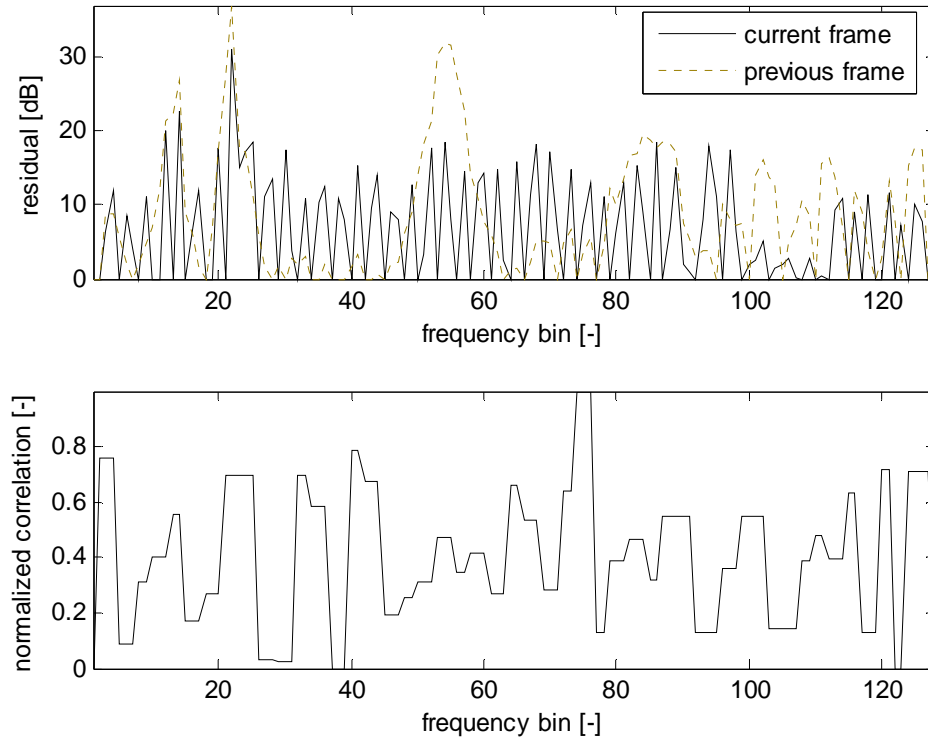 current frame
previous frame
residual [dB]
30
20
10
0
20 40 60 80 100 120
frequency bin [-]
normalized correlation [-]
0.8
0.6
0.4
0.2
0
20 40 60 80 100 120
frequency bin [-]